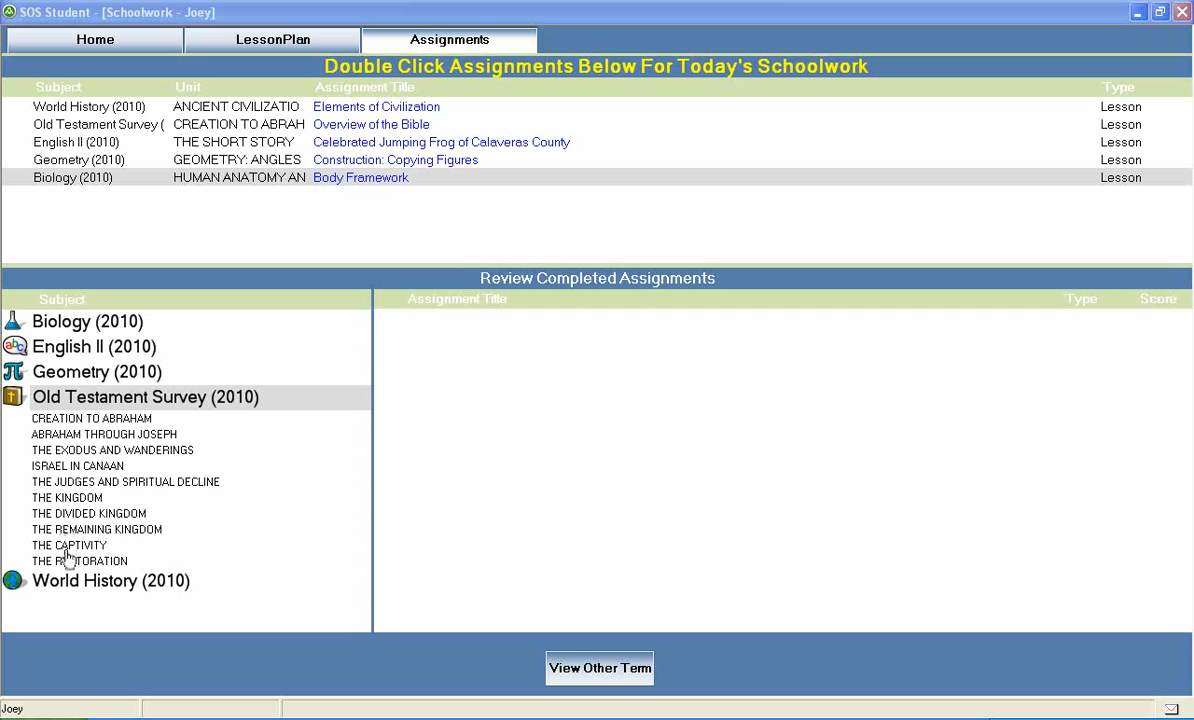 SOS Student - [Schoolwork - Joey]
Home LessonPlan Assignments
Double Click Assignments Below For Today's Schoolwork
Subject Unit Assignment Title Type
World History (2010) ANCIENT CIVILIZATIO Elements of Civilization Lesson
Old Testament Survey ( CREATION TO ABRAH Overview of the Bible Lesson
English II (2010) THE SHORT STORY Celebrated Jumping Frog of Calaveras County Lesson
Geometry (2010) GEOMETRY: ANGLES Construction: Copying Figures Lesson
Biology (2010) HUMAN ANATOMY AN Body Framework Lesson
Review Completed Assignments
Subject Assignment Title Type Score
Biology (2010)
abc English II (2010)
Geometry (2010)
Old Testament Survey (2010)
CREATION TO ABRAHAM
ABRAHAM THROUGH JOSEPH
THE EXODUS AND WANDERINGS
ISRAEL IN CANAAN
THE JUDGES AND SPIRITUAL DECLINE
THE KINGDOM
THE DIVIDED KINGDOM
THE REMAINING KINGDOM
THE CAPTIVITY
THE RESTORATION
World History (2010)
View Other Term
Joey